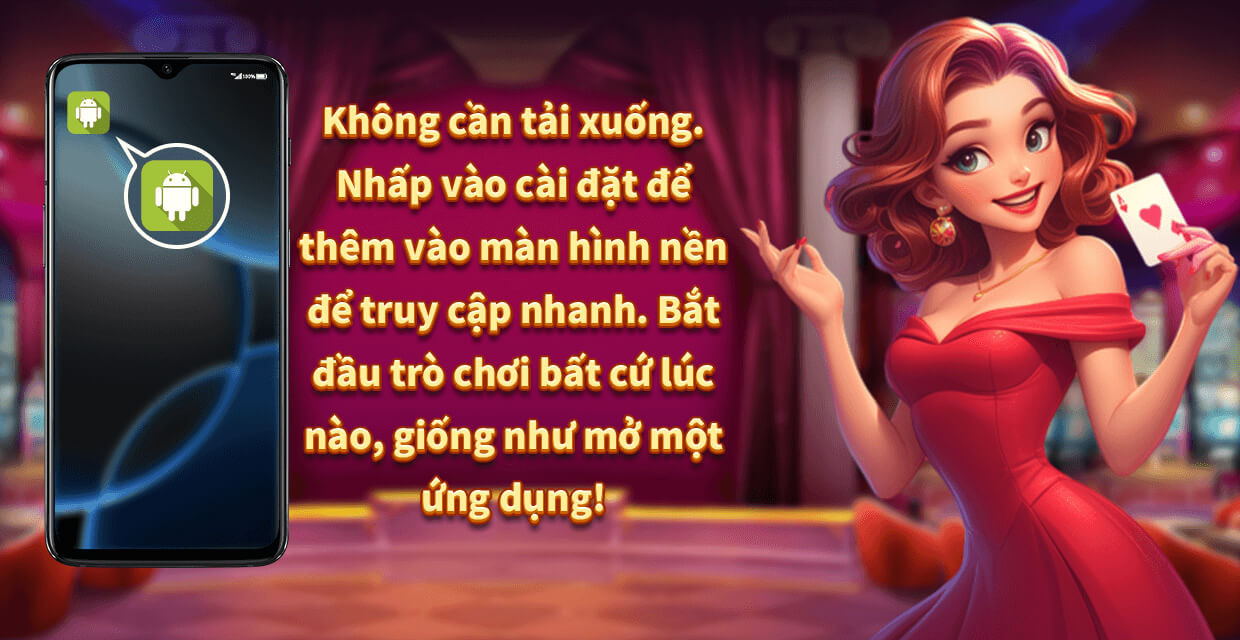 100%
Không cần tải xuống.
Nhấp vào cài đặt để
thêm vào màn hình nền
để truy cập nhanh. Bắt
đầu trò chơi bất cứ lúc
nào, giống như mở một
ứng dụng!
A